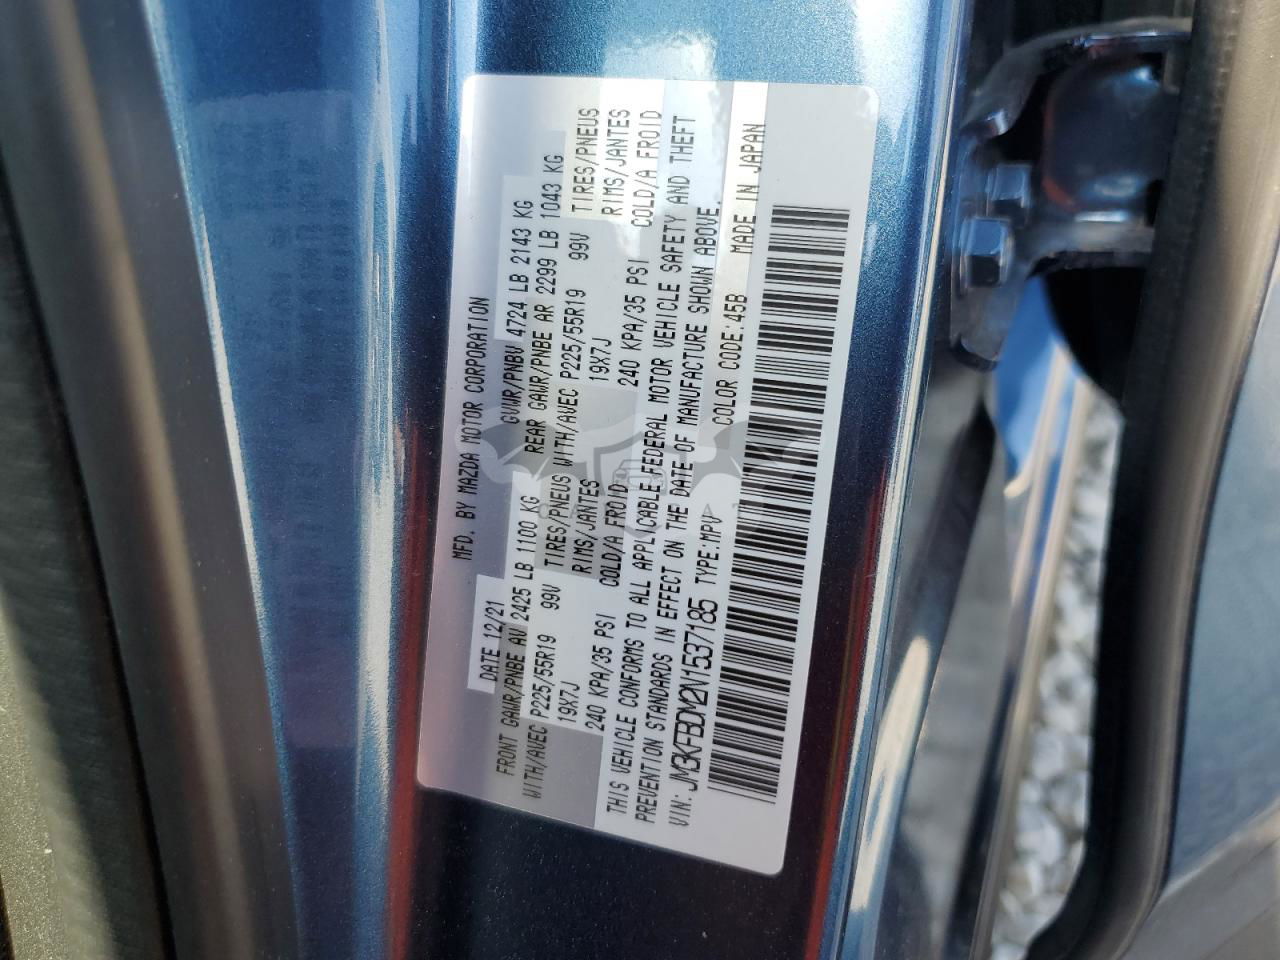 MFD. BY MAZDA MOTOR CORPORATION
DATE 12/21 GVWR/PNBV 4724 LB 2143 KG
FRONT GAWR/PNBE AV 2425 LB 1100 KG REAR GAWR/PNBE AR 2299 LB 1043 KG
WITH/AVEC P225/55R19 99V TIRES/PNEUS WITH/AVEC P225/55R19 99V TIRES/PNEUS
19X7J RIMS/JANTES 19X7J RIMS/JANTES
240 KPA/35 PSI COLD/A FROID 240 KPA/35 PSI COLD/A FROID
THIS VEHICLE CONFORMS TO ALL APPLICABLE FEDERAL MOTOR VEHICLE SAFETY AND THEFT
PREVENTION STANDARDS IN EFFECT ON THE DATE OF MANUFACTURE SHOWN ABOVE.
VIN: JM3KFBDM2N1537185 TYPE:MPV COLOR CODE:45B MADE IN JAPAN